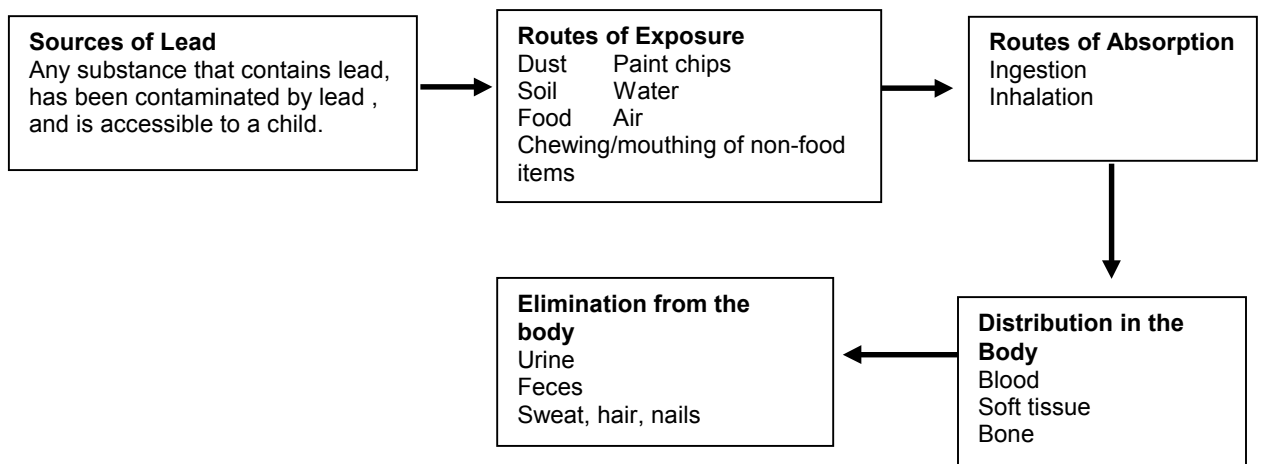 Sources of Lead
Any substance that contains lead,
has been contaminated by lead ,
and is accessible to a child.
Routes of Exposure
Dust Paint chips
Soil Water
Food Air
Chewing/mouthing of non-food
items
Routes of Absorption
Ingestion
Inhalation
Distribution in the
Body
Blood
Soft tissue
Bone
Elimination from the
body
Urine
Feces
Sweat, hair, nails